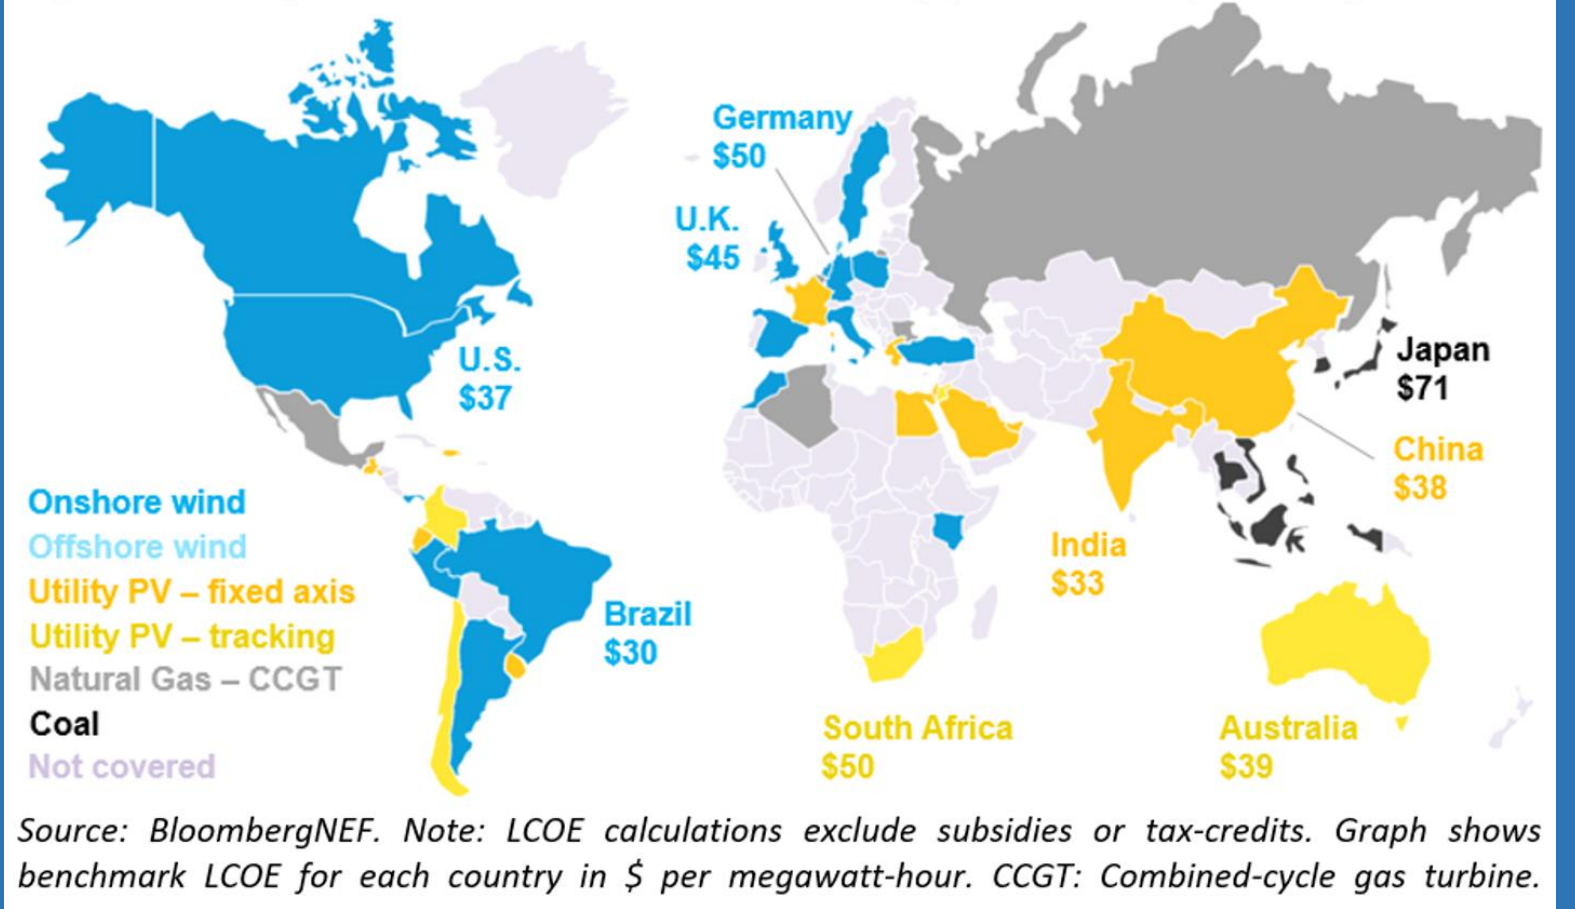 Germany
$50
U.K.
$45
U.S.
$37
Japan
$71
China
$38
India
$33
Brazil
$30
South Africa
$50
Australia
$39
Onshore wind
Offshore wind
Utility PV – fixed axis
Utility PV – tracking
Natural Gas – CCGT
Coal
Not covered
Source: BloombergNEF. Note: LCOE calculations exclude subsidies or tax-credits. Graph shows
benchmark LCOE for each country in $ per megawatt-hour. CCGT: Combined-cycle gas turbine.